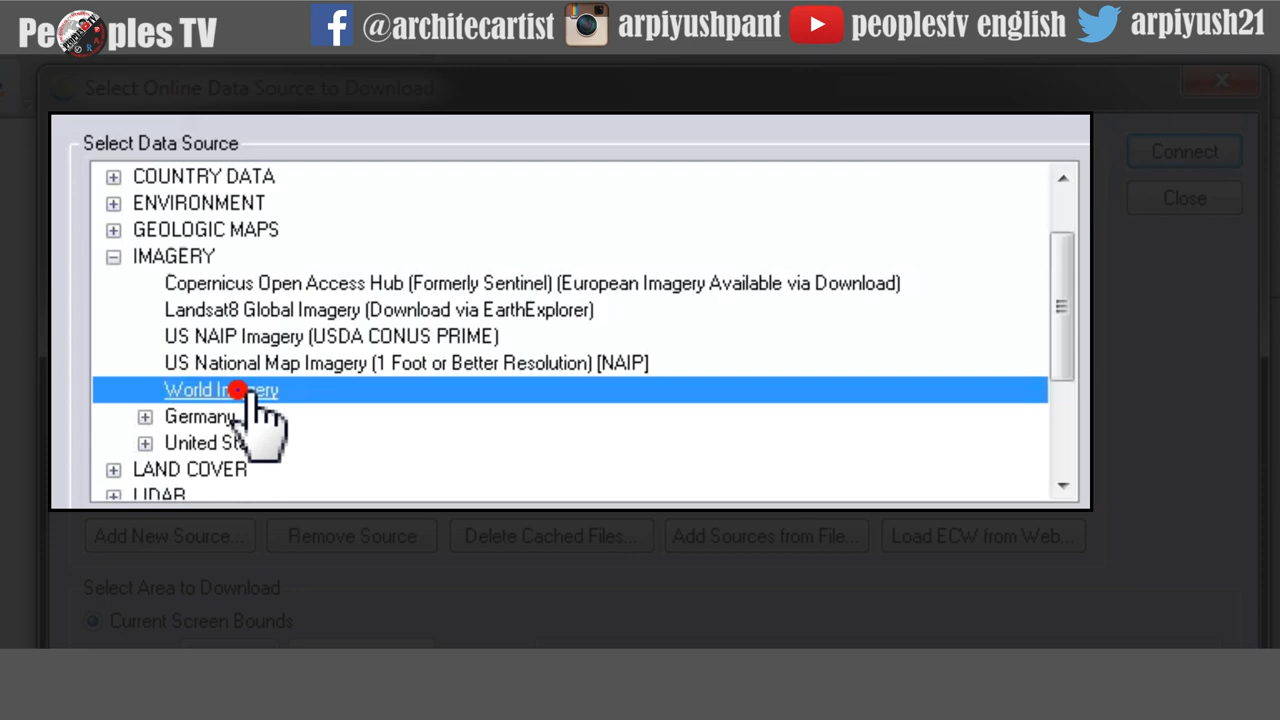 Pe ples TV @architecartist arpiyushpant peoplestv english arpiyush21
Select Online Data Source to Download
Select Data Source
COUNTRY DATA
Connect
ENVIRONMENT
Close
GEOLOGIC MAPS
IMAGERY
Copernicus Open Access Hub (Formerly Sentinel) (European Imagery Available via Download)
Landsat8 Global Imagery (Download via EarthExplorer)
US NAIP Imagery (USDA CONUS PRIME)
US National Map Imagery (1 Foot or Better Resolution) [NAIP]
World Imagery
Germany
United
LAND COVER
LIDAR
Add New Source... Remove Source Delete Cached Files... Add Sources from File... Load ECW from Web...
Select Area to Download
Current Screen Bounds